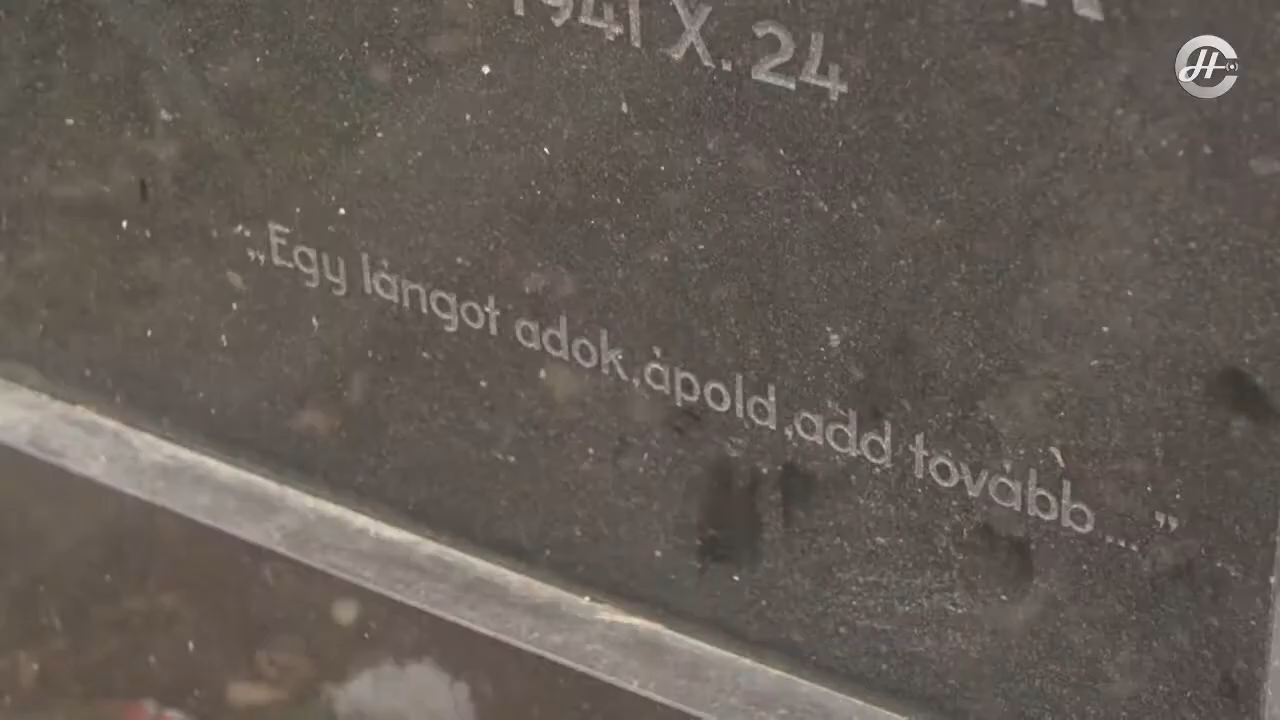 1941 X. 24
„Egy lángot adok, ápold, add tovább..."